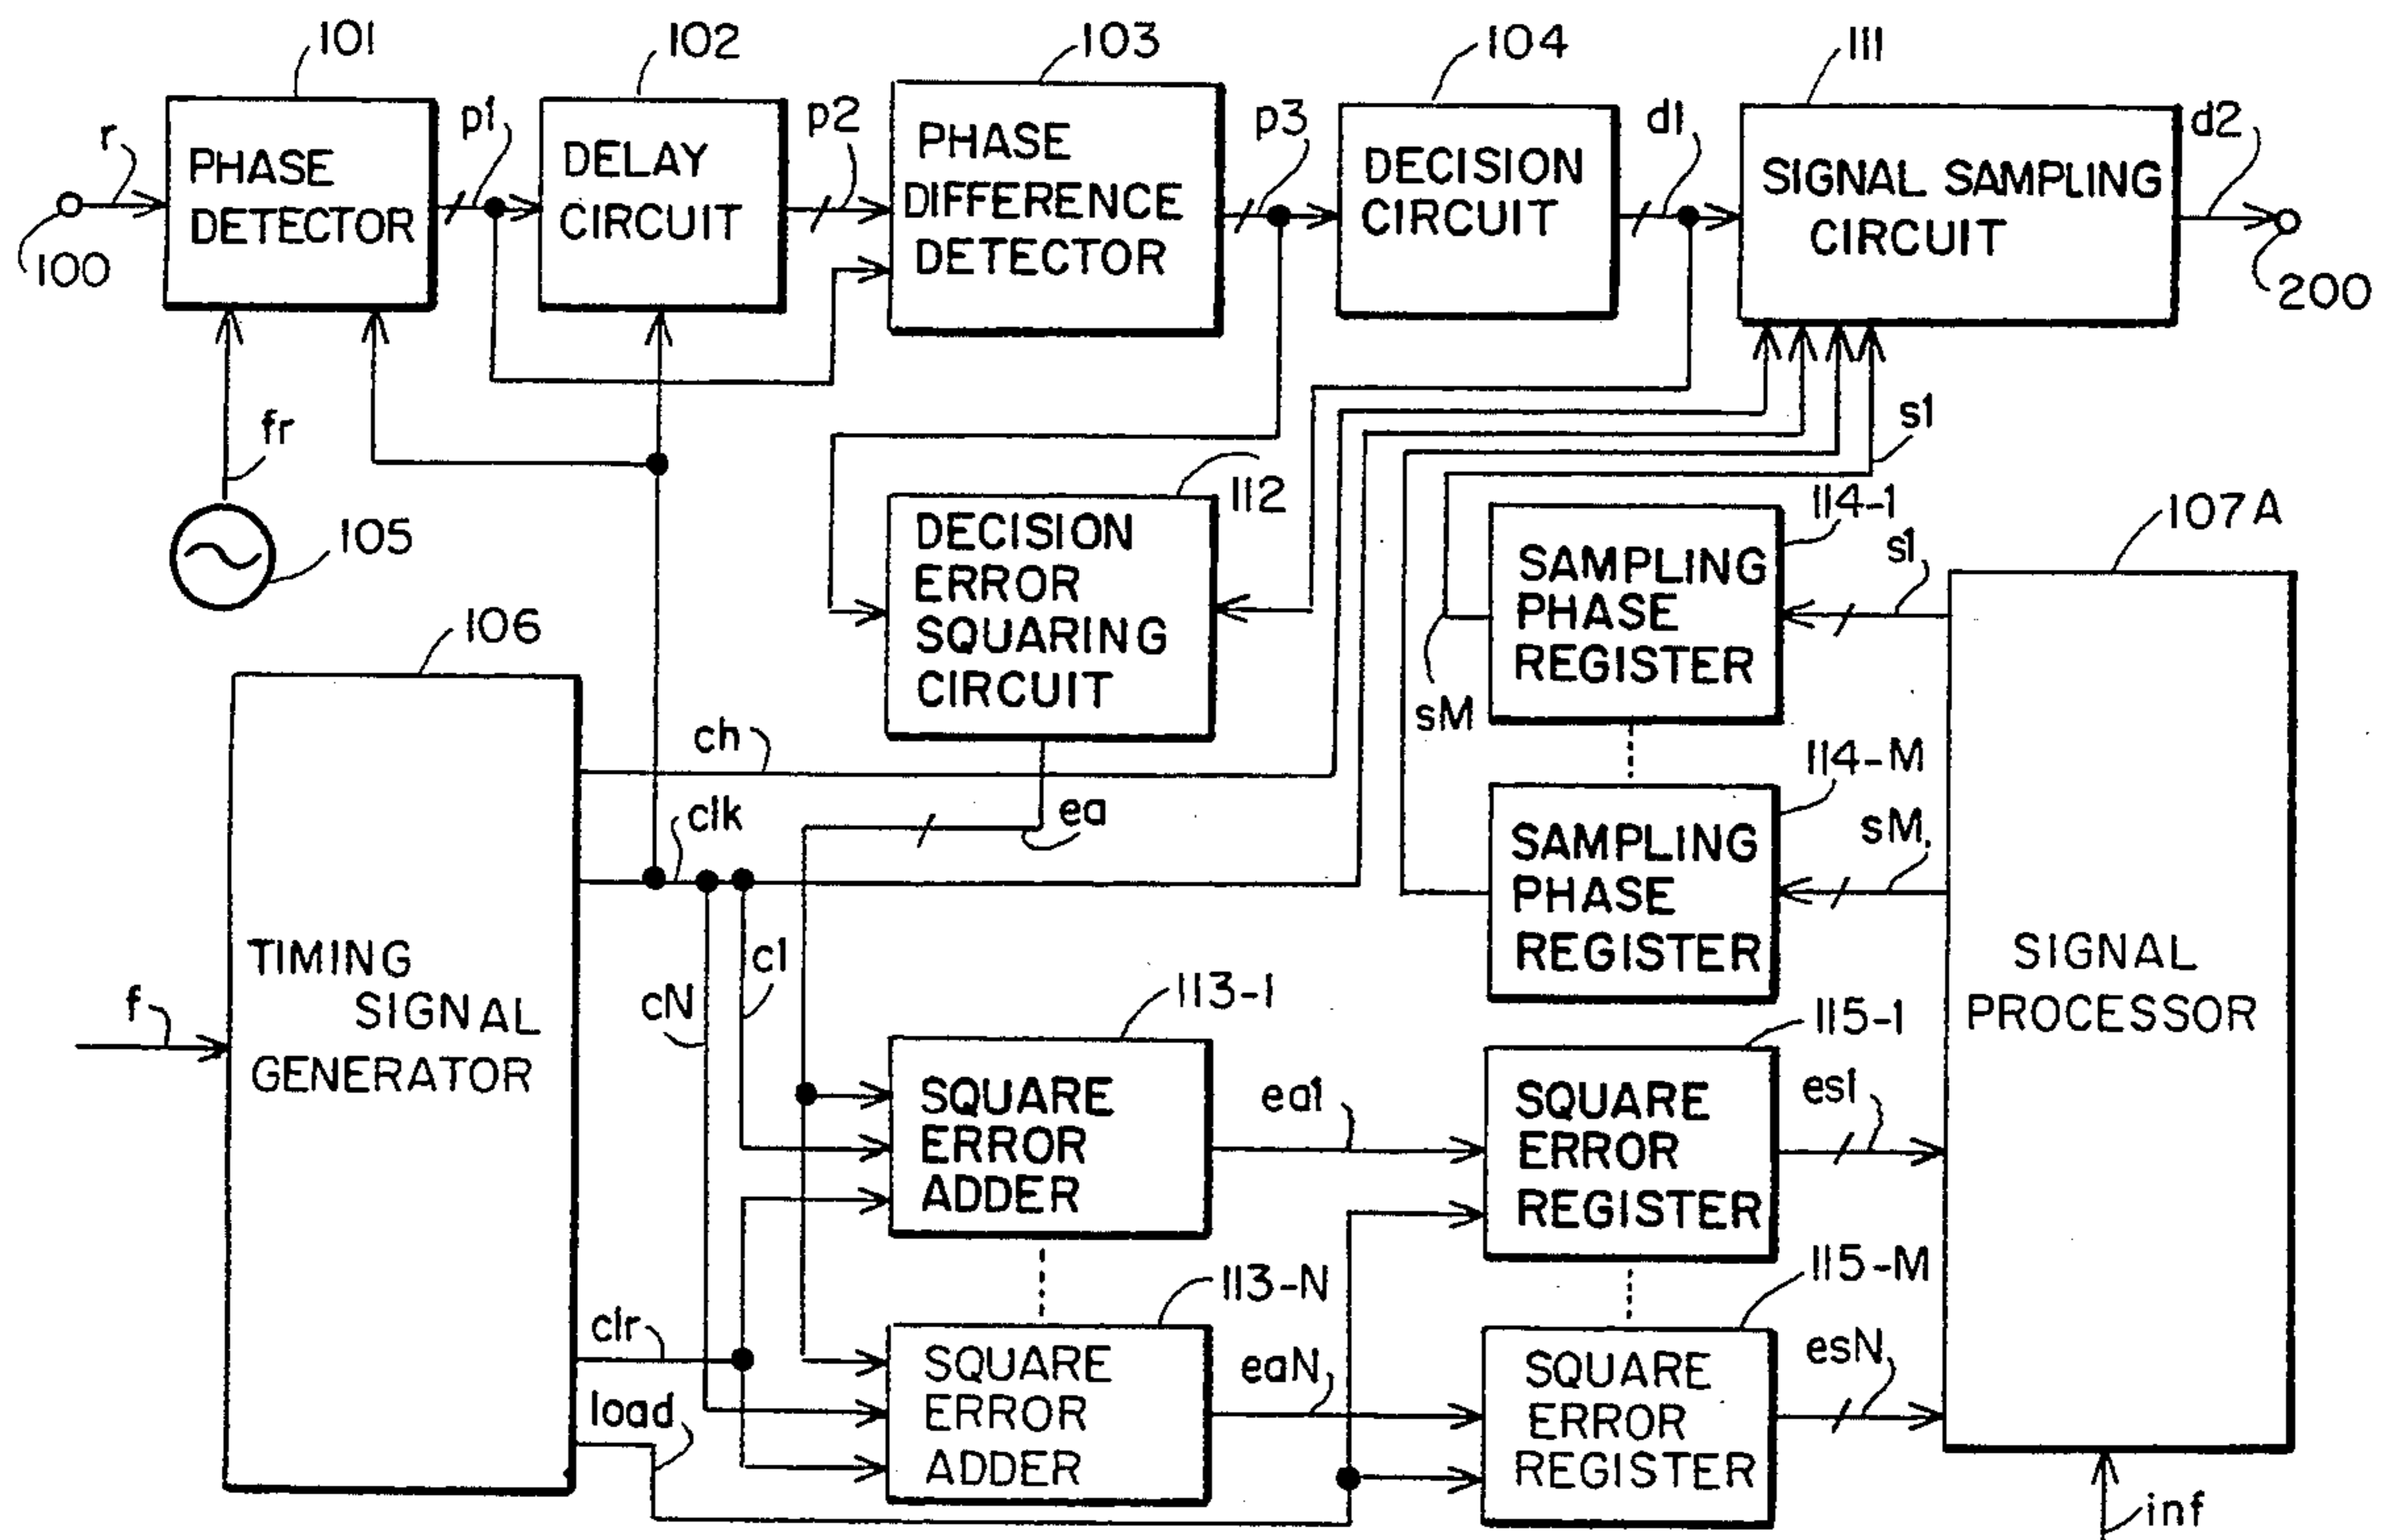 101
102
103
104
111
r
p1
p2
p3
d1
d2
PHASE
DETECTOR
DELAY
CIRCUIT
PHASE
DIFFERENCE
DETECTOR
DECISION
CIRCUIT
SIGNAL SAMPLING
CIRCUIT
100
200
fr
105
s1
112
DECISION
ERROR
SQUARING
CIRCUIT
114-1
SAMPLING
PHASE
REGISTER
s1
107A
sM
106
ch
clk
ea
114-M
SAMPLING
PHASE
REGISTER
sM
TIMING
SIGNAL
GENERATOR
f
cN
c1
SIGNAL
PROCESSOR
113-1
SQUARE
ERROR
ADDER
ea1
115-1
SQUARE
ERROR
REGISTER
es1
clr
load
113-N
SQUARE
ERROR
ADDER
eaN
115-M
SQUARE
ERROR
REGISTER
esN
inf